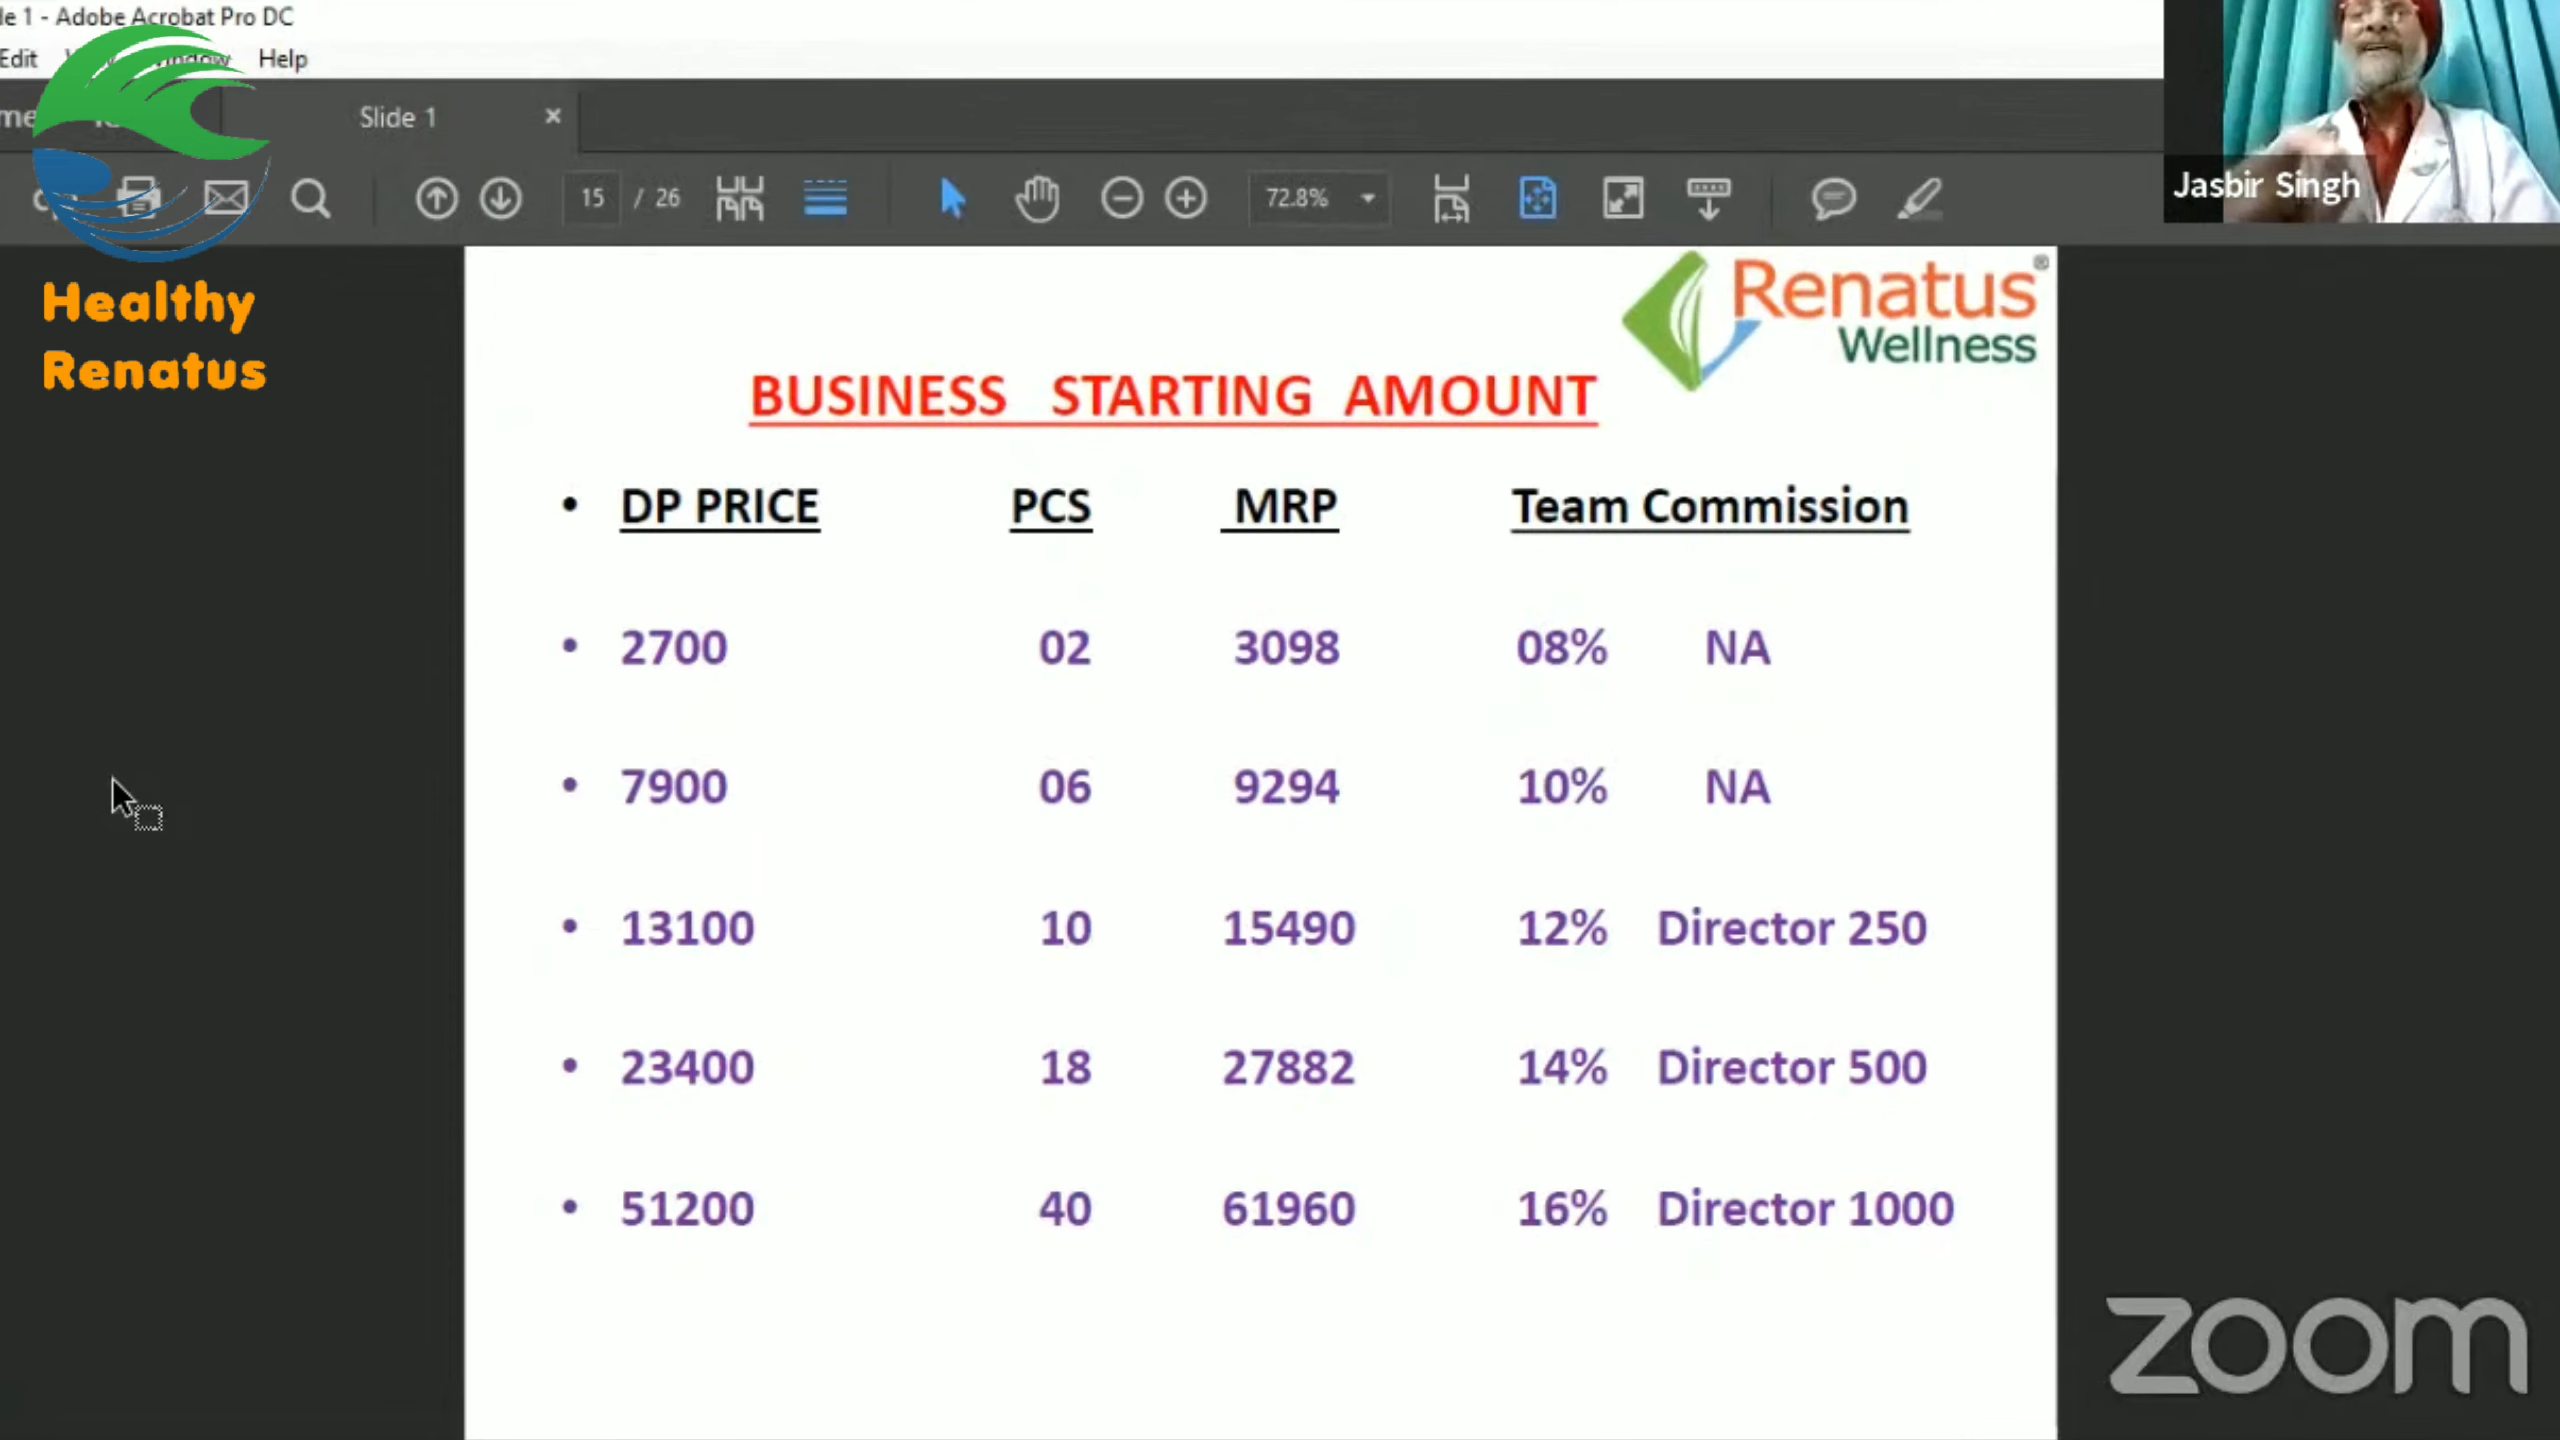 le 1 - Adobe Acrobat Pro DC
Edit Window Help
Slide 1
15 / 26 72.8%
Jasbir Singh
Healthy
Renatus
Renatus®
Wellness
BUSINESS STARTING AMOUNT
• DP PRICE PCS MRP Team Commission
• 2700 02 3098 08% NA
• 7900 06 9294 10% NA
• 13100 10 15490 12% Director 250
• 23400 18 27882 14% Director 500
• 51200 40 61960 16% Director 1000
zoom